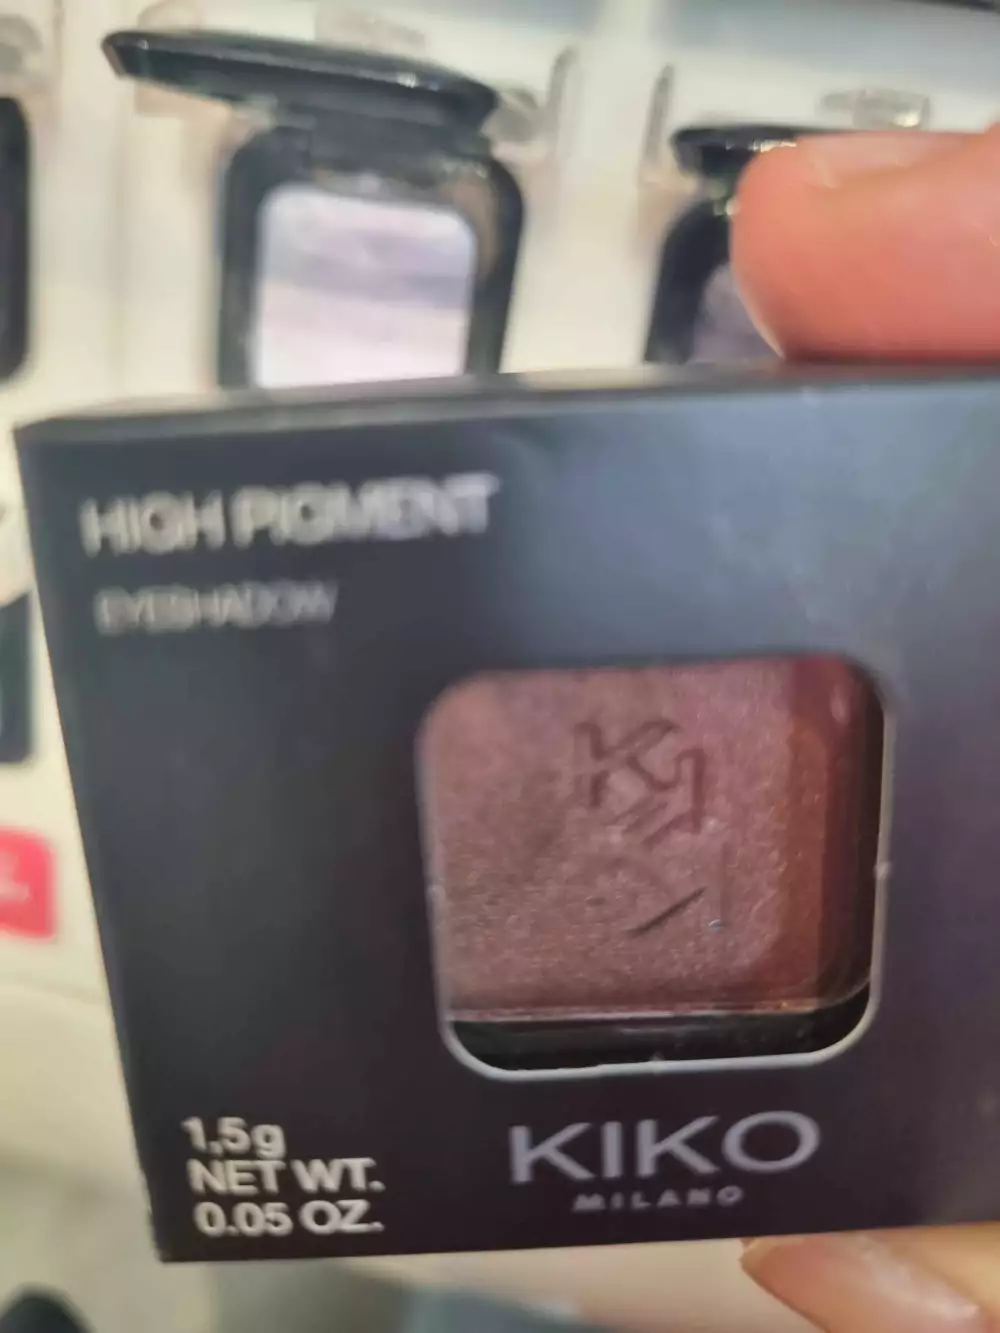 HIGH PIGMENT
EYESHADOW
1,5g
NET WT.
0.05 OZ.
KIKO
MILANO